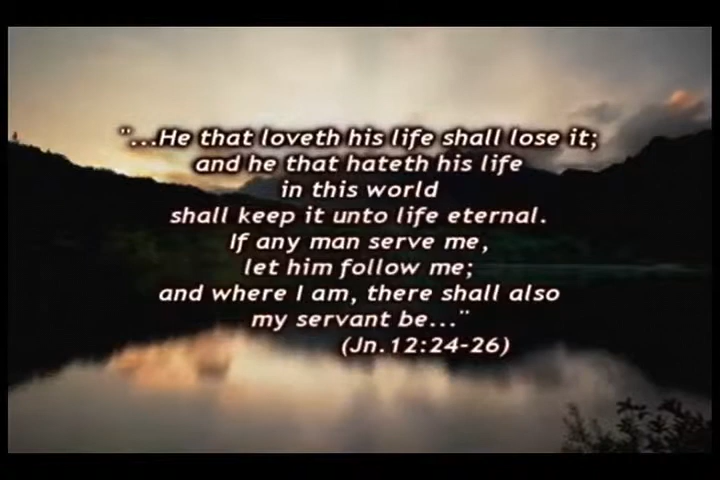 "...He that loveth his life shall lose it;
and he that hateth his life
in this world
shall keep it unto life eternal.
If any man serve me,
let him follow me;
and where I am, there shall also
my servant be..."
(Jn.12:24-26)